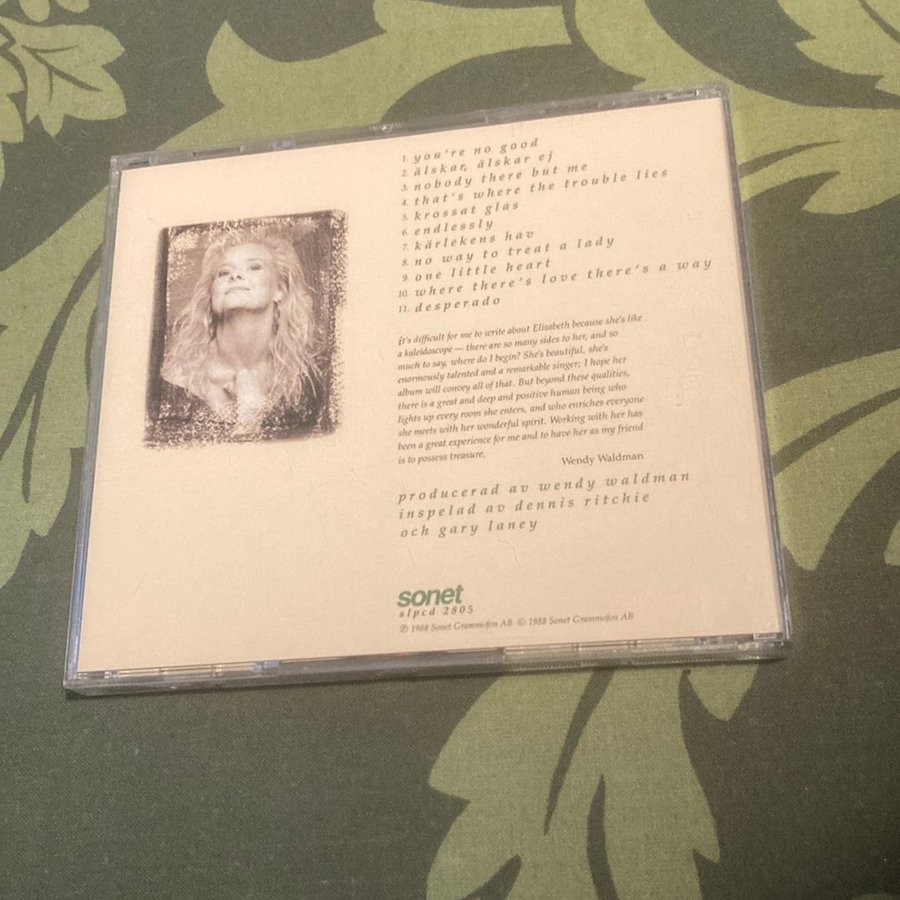 1. you're no good
2. älskar, älskar ej
3. nobody there but me
4. that's where the trouble lies
5. krossat glas
6. endlessly
7. kärlekens hav
8. no way to treat a lady
9. one little heart
10. where there's love there's a way
11. desperado
It's difficult for me to write about Elisabeth because she's like
a kaleidoscope — there are so many sides to her, and so
much to say, where do I begin? She's beautiful, she's
enormously talented and a remarkable singer; I hope her
album will convey all of that. But beyond these qualities,
there is a great and deep and positive human being who
lights up every room she enters, and who enriches everyone
she meets with her wonderful spirit. Working with her has
been a great experience for me and to have her as my friend
is to possess treasure.
Wendy Waldman
producerad av wendy waldman
inspelad av dennis ritchie
och gary laney
sonet
slpcd 2805
℗ 1988 Sonet Grammofon AB © 1988 Sonet Grammofon AB